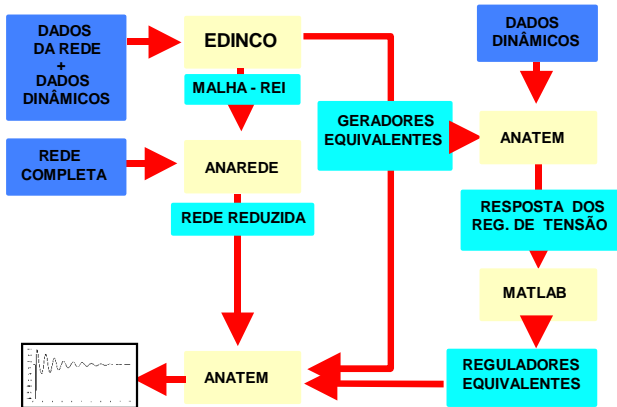 DADOS
DA REDE
+
DADOS
DINÂMICOS
EDINCO
DADOS
DINÂMICOS
MALHA - REI
GERADORES
EQUIVALENTES
ANATEM
REDE
COMPLETA
ANAREDE
REDE REDUZIDA
RESPOSTA DOS
REG. DE TENSÃO
MATLAB
ANATEM
REGULADORES
EQUIVALENTES